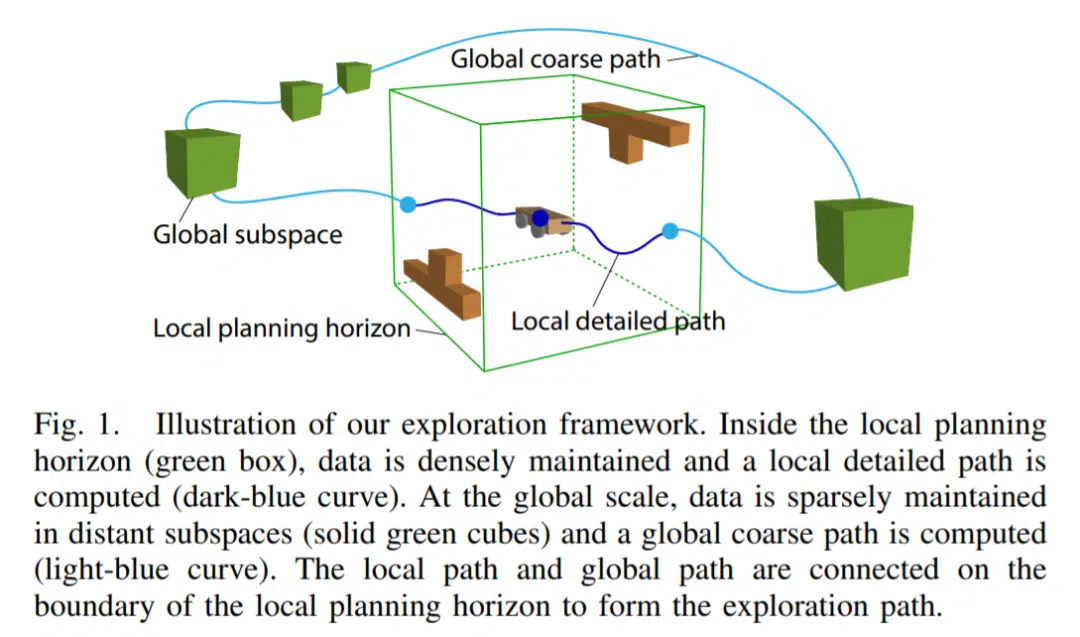 Global coarse path
Global subspace
Local planning horizon
Local detailed path
Fig. 1. Illustration of our exploration framework. Inside the local planning
horizon (green box), data is densely maintained and a local detailed path is
computed (dark-blue curve). At the global scale, data is sparsely maintained
in distant subspaces (solid green cubes) and a global coarse path is computed
(light-blue curve). The local path and global path are connected on the
boundary of the local planning horizon to form the exploration path.